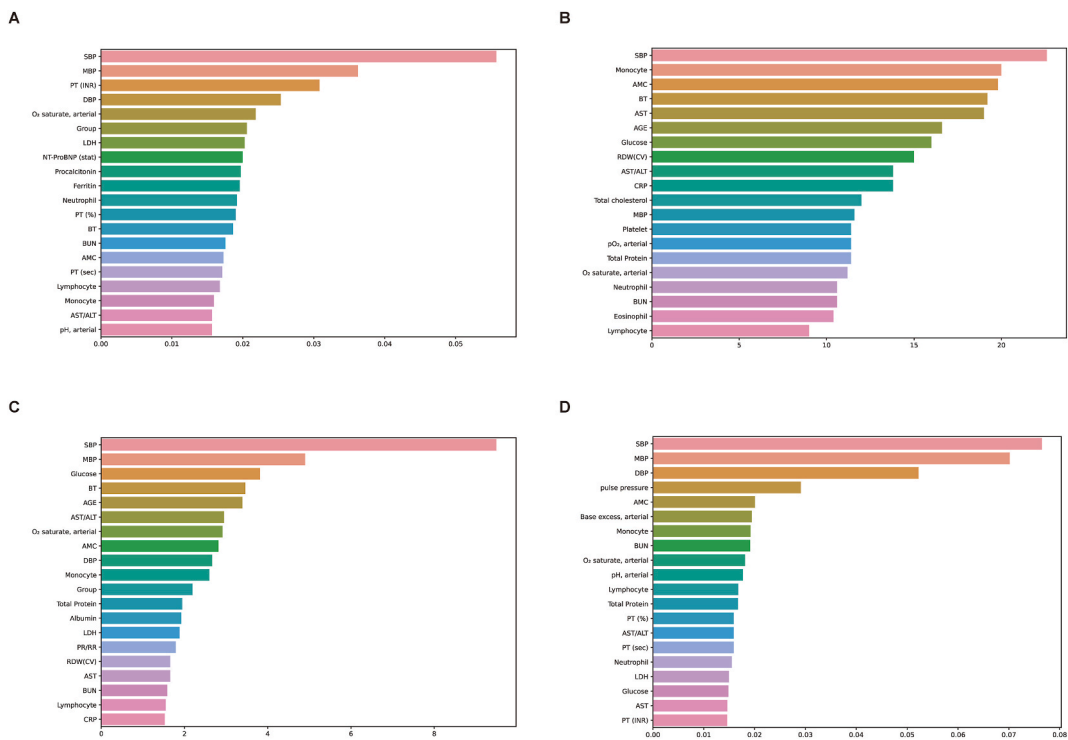 A
SBP
MBP
PT (INR)
DBP
O₂ saturate, arterial
Group
LDH
NT-ProBNP (stat)
Procalcitonin
Ferritin
Neutrophil
PT (%)
BT
BUN
AMC
PT (sec)
Lymphocyte
Monocyte
AST/ALT
pH, arterial
0.00 0.01 0.02 0.03 0.04 0.05
B
SBP
Monocyte
AMC
BT
AST
AGE
Glucose
RDW(CV)
AST/ALT
CRP
Total cholesterol
MBP
Platelet
pO₂, arterial
Total Protein
O₂ saturate, arterial
Neutrophil
BUN
Eosinophil
Lymphocyte
0 5 10 15 20
C
SBP
MBP
Glucose
BT
AGE
AST/ALT
O₂ saturate, arterial
AMC
DBP
Monocyte
Group
Total Protein
Albumin
LDH
PR/RR
RDW(CV)
AST
BUN
Lymphocyte
CRP
0 2 4 6 8
D
SBP
MBP
DBP
pulse pressure
AMC
Base excess, arterial
Monocyte
BUN
O₂ saturate, arterial
pH, arterial
Lymphocyte
Total Protein
PT (%)
AST/ALT
PT (sec)
Neutrophil
LDH
Glucose
AST
PT (INR)
0.00 0.01 0.02 0.03 0.04 0.05 0.06 0.07 0.08